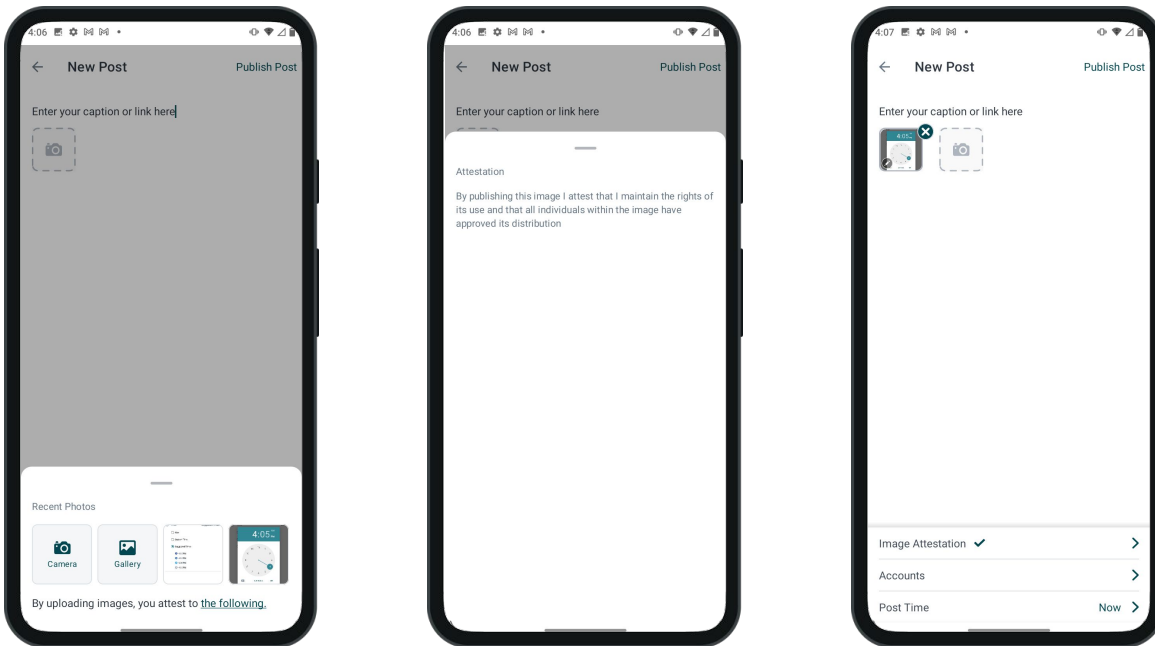 4:06
New Post
Publish Post
Enter your caption or link here
Recent Photos
4:05
Camera
Gallery
By uploading images, you attest to the following.
4:06
New Post
Publish Post
Enter your caption or link here
Attestation
By publishing this image I attest that I maintain the rights of
its use and that all individuals within the image have
approved its distribution
4:07
New Post
Publish Post
Enter your caption or link here
4:05
Image Attestation
Accounts
Post Time
Now